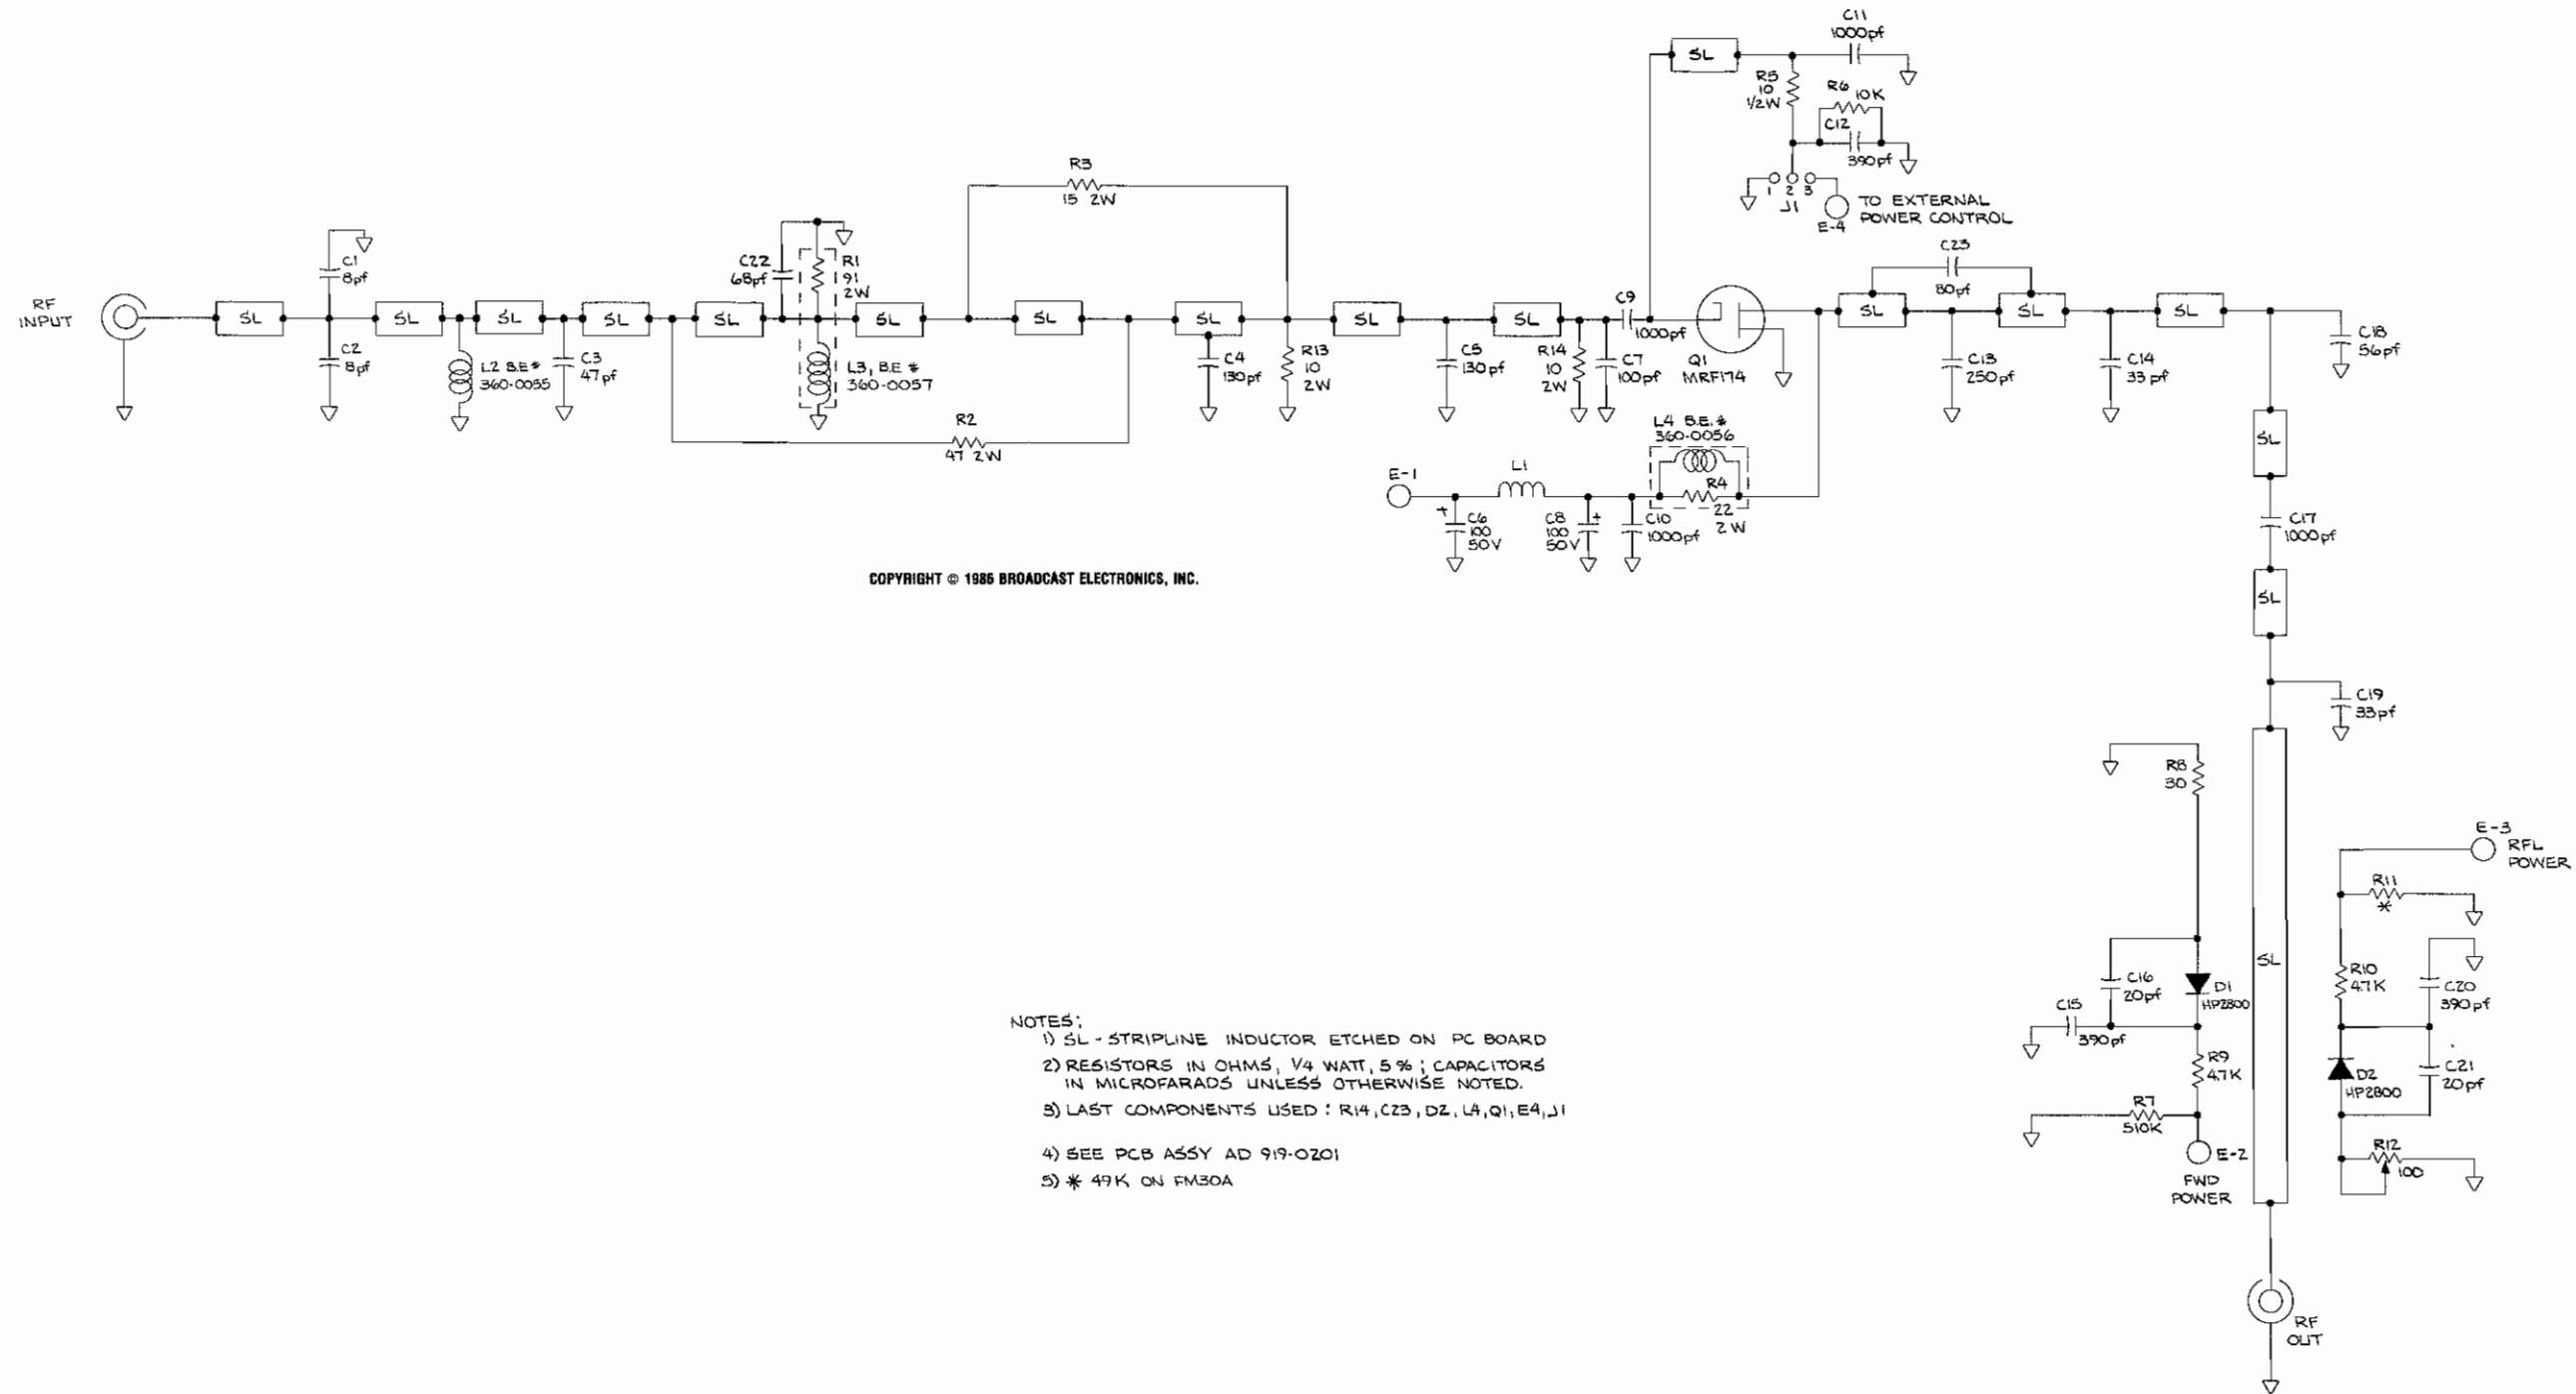 C11
1000pf
SL
R5
10
1/2W
R6
10K
C12
390pf
1 2 3
J1
E-4
TO EXTERNAL
POWER CONTROL
R3
15 2W
RF
INPUT
C1
8pf
C2
8pf
SL
SL
L2 B.E#
360-0055
SL
C3
47pf
SL
SL
C22
68pf
R1
91
2W
L3, B.E #
360-0057
SL
R2
47 2W
SL
SL
C4
130pf
R13
10
2W
SL
C5
130pf
SL
R14
10
2W
C7
100pf
C9
1000pf
Q1
MRF174
C23
80pf
SL
SL
C13
250pf
C14
33pf
SL
C18
56pf
L4 B.E.#
360-0056
R4
22
2W
E-1
L1
+
C6
100
50V
C8
100
50V
+
C10
1000pf
SL
C17
1000pf
SL
C19
33pf
COPYRIGHT © 1986 BROADCAST ELECTRONICS, INC.
R8
30
SL
E-3
RFL
POWER
R11
*
C16
20pf
D1
HP2800
C15
390pf
R9
4.7K
R7
510K
E-2
FWD
POWER
R10
4.7K
C20
390pf
D2
HP2800
C21
20pf
R12
100
RF
OUT
NOTES:
1) SL - STRIPLINE INDUCTOR ETCHED ON PC BOARD
2) RESISTORS IN OHMS, 1/4 WATT, 5%; CAPACITORS
IN MICROFARADS UNLESS OTHERWISE NOTED.
3) LAST COMPONENTS USED: R14, C23, D2, L4, Q1, E4, J1
4) SEE PCB ASSY AD 919-0201
5) * 49K ON FM30A